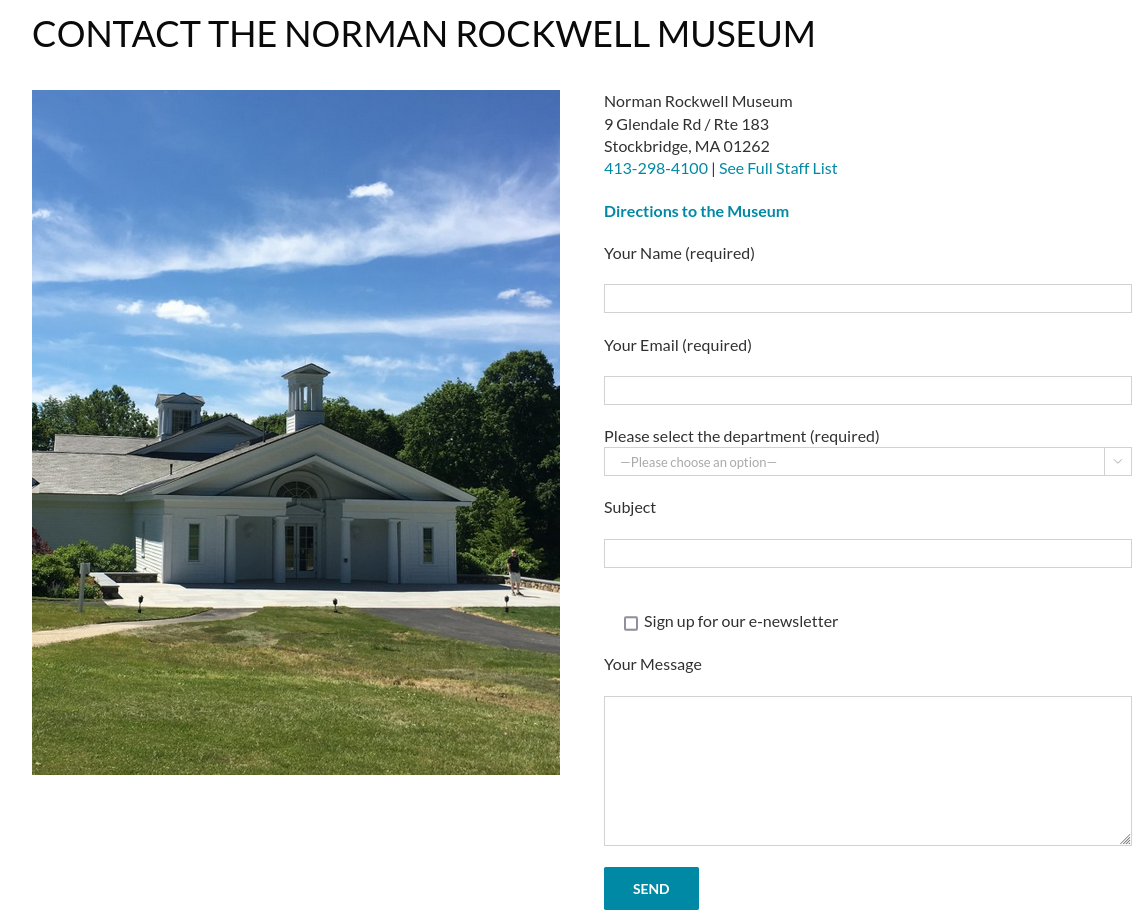 CONTACT THE NORMAN ROCKWELL MUSEUM
Norman Rockwell Museum
9 Glendale Rd / Rte 183
Stockbridge, MA 01262
413-298-4100 | See Full Staff List
Directions to the Museum
Your Name (required)
Your Email (required)
Please select the department (required)
—Please choose an option—
Subject
Sign up for our e-newsletter
Your Message
SEND